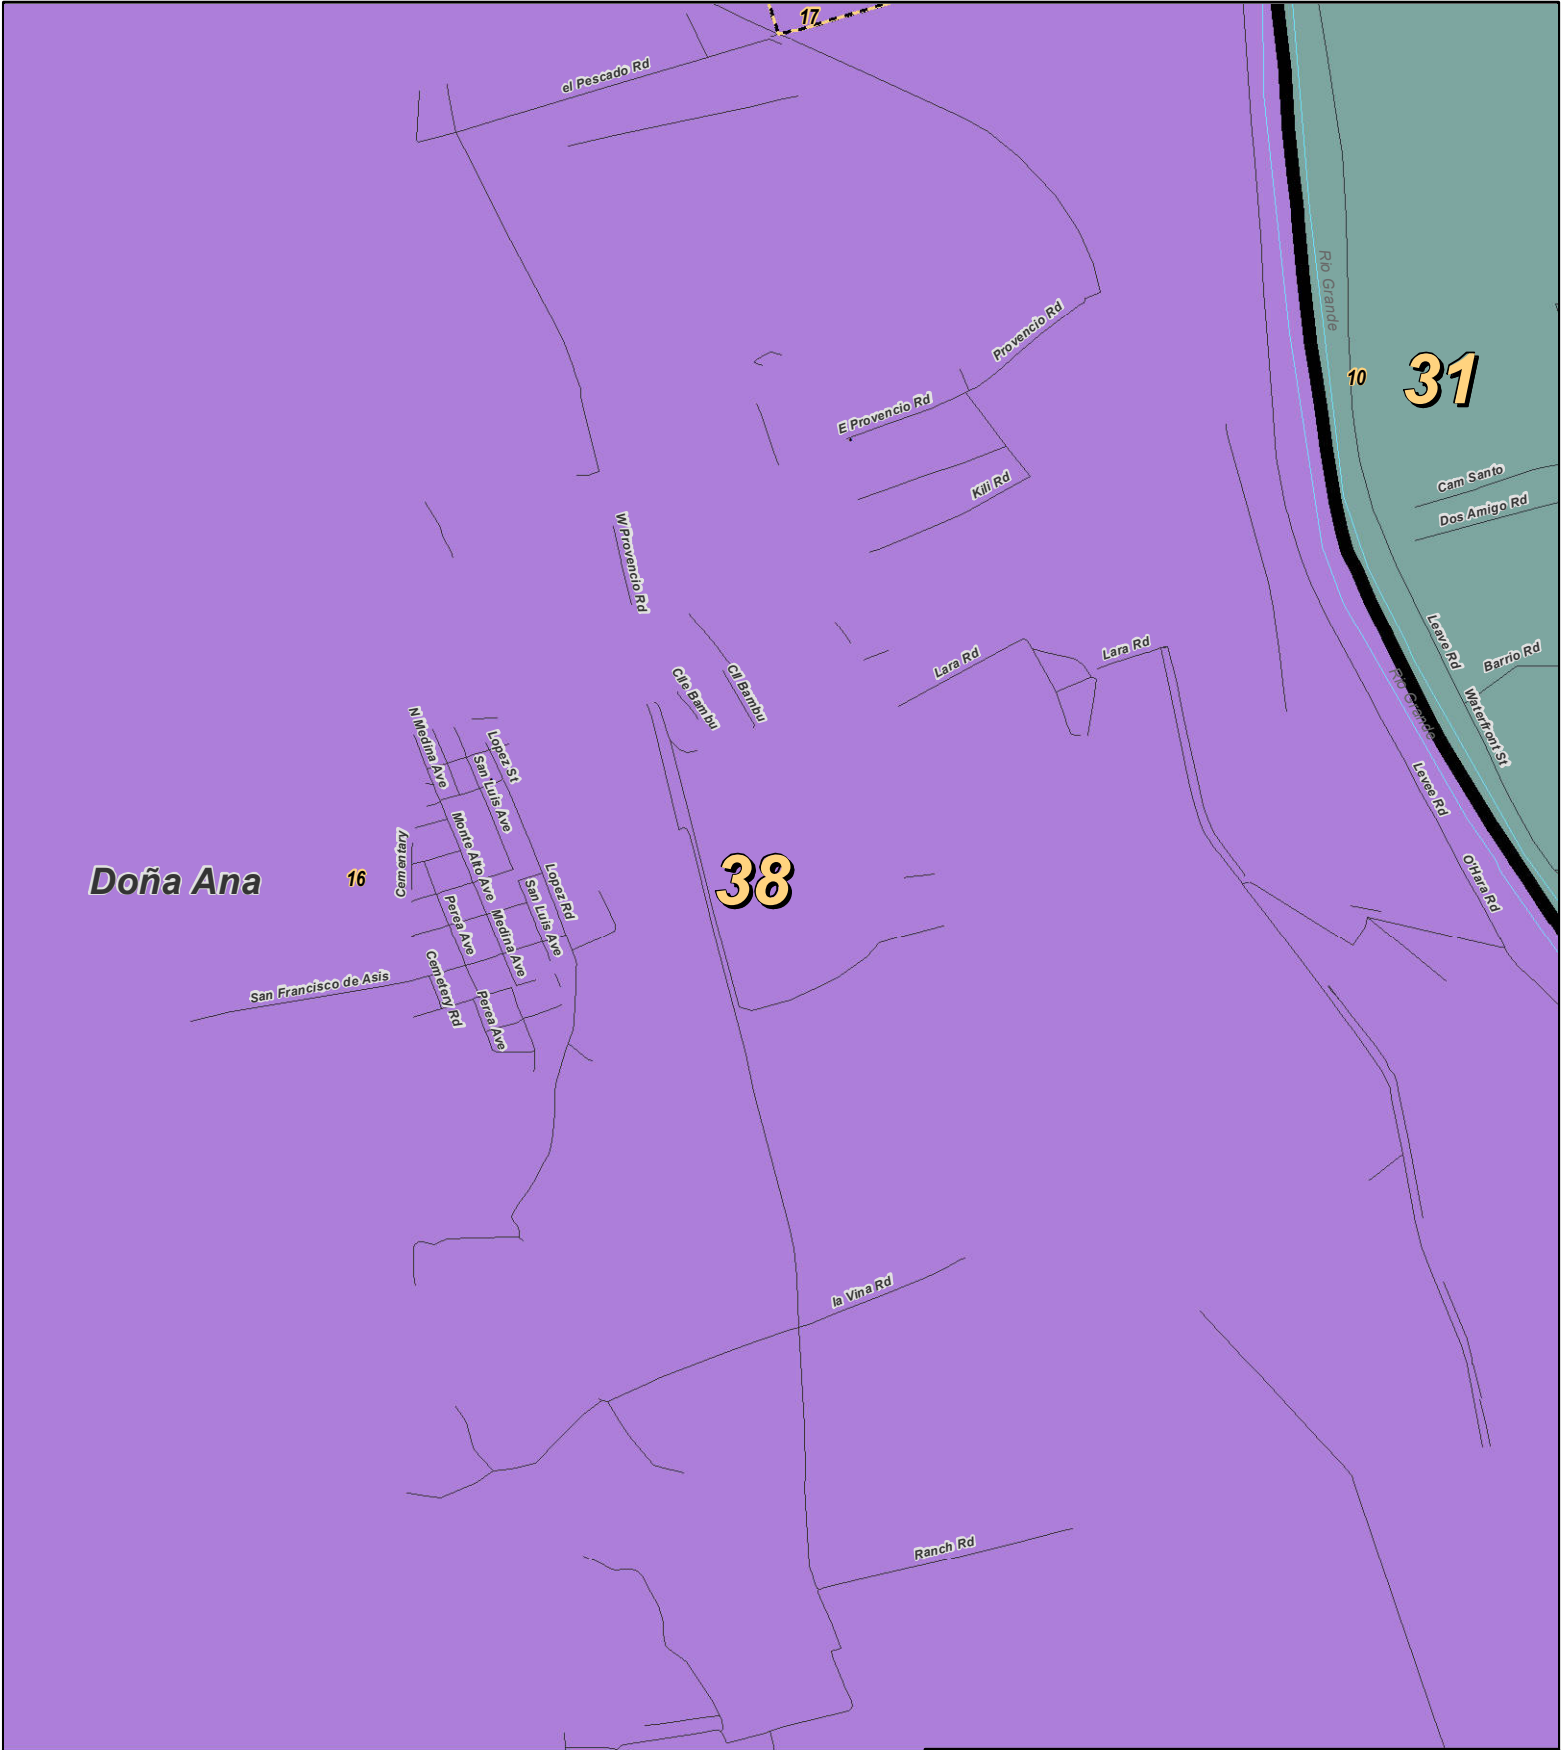 17
el Pescado Rd
Rio Grande
Provencio Rd
10
31
E Provencio Rd
Cam Santo
Kili Rd
Dos Amigo Rd
W Provencio Rd
Leave Rd
Lara Rd
Lara Rd
Barrio Rd
Clle Bambu
Cll Bambu
Rio Grande
Waterfront St
N Medina Ave
Lopez St
San Luis Ave
Levee Rd
Monte Alto Ave
Cementary
Doña Ana
16
38
Lopez Rd
O'Hara Rd
San Luis Ave
Perea Ave
Medina Ave
San Francisco de Asis
Cemetery Rd
Perea Ave
la Vina Rd
Ranch Rd